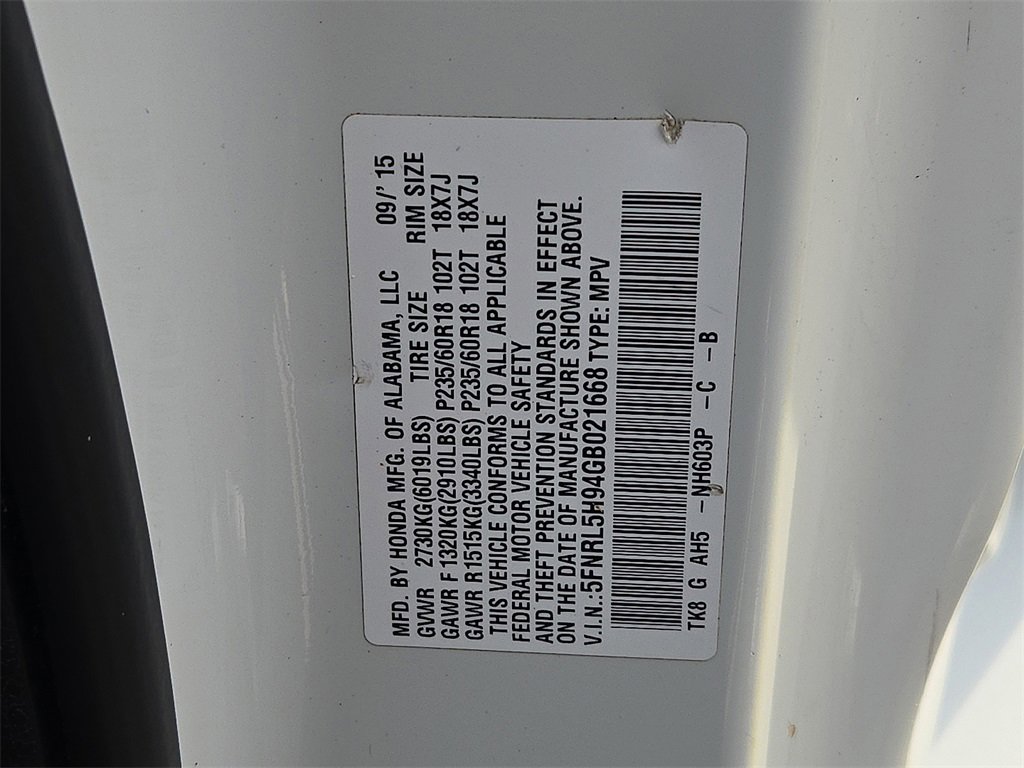 MFD. BY HONDA MFG. OF ALABAMA, LLC 09/' 15
GVWR 2730KG(6019LBS) TIRE SIZE RIM SIZE
GAWR F 1320KG(2910LBS) P235/60R18 102T 18X7J
GAWR R 1515KG(3340LBS) P235/60R18 102T 18X7J
THIS VEHICLE CONFORMS TO ALL APPLICABLE
FEDERAL MOTOR VEHICLE SAFETY
AND THEFT PREVENTION STANDARDS IN EFFECT
ON THE DATE OF MANUFACTURE SHOWN ABOVE.
V.I.N.:5FNRL5H94GB021668 TYPE: MPV
TK8 G AH5 -NH603P -C -B